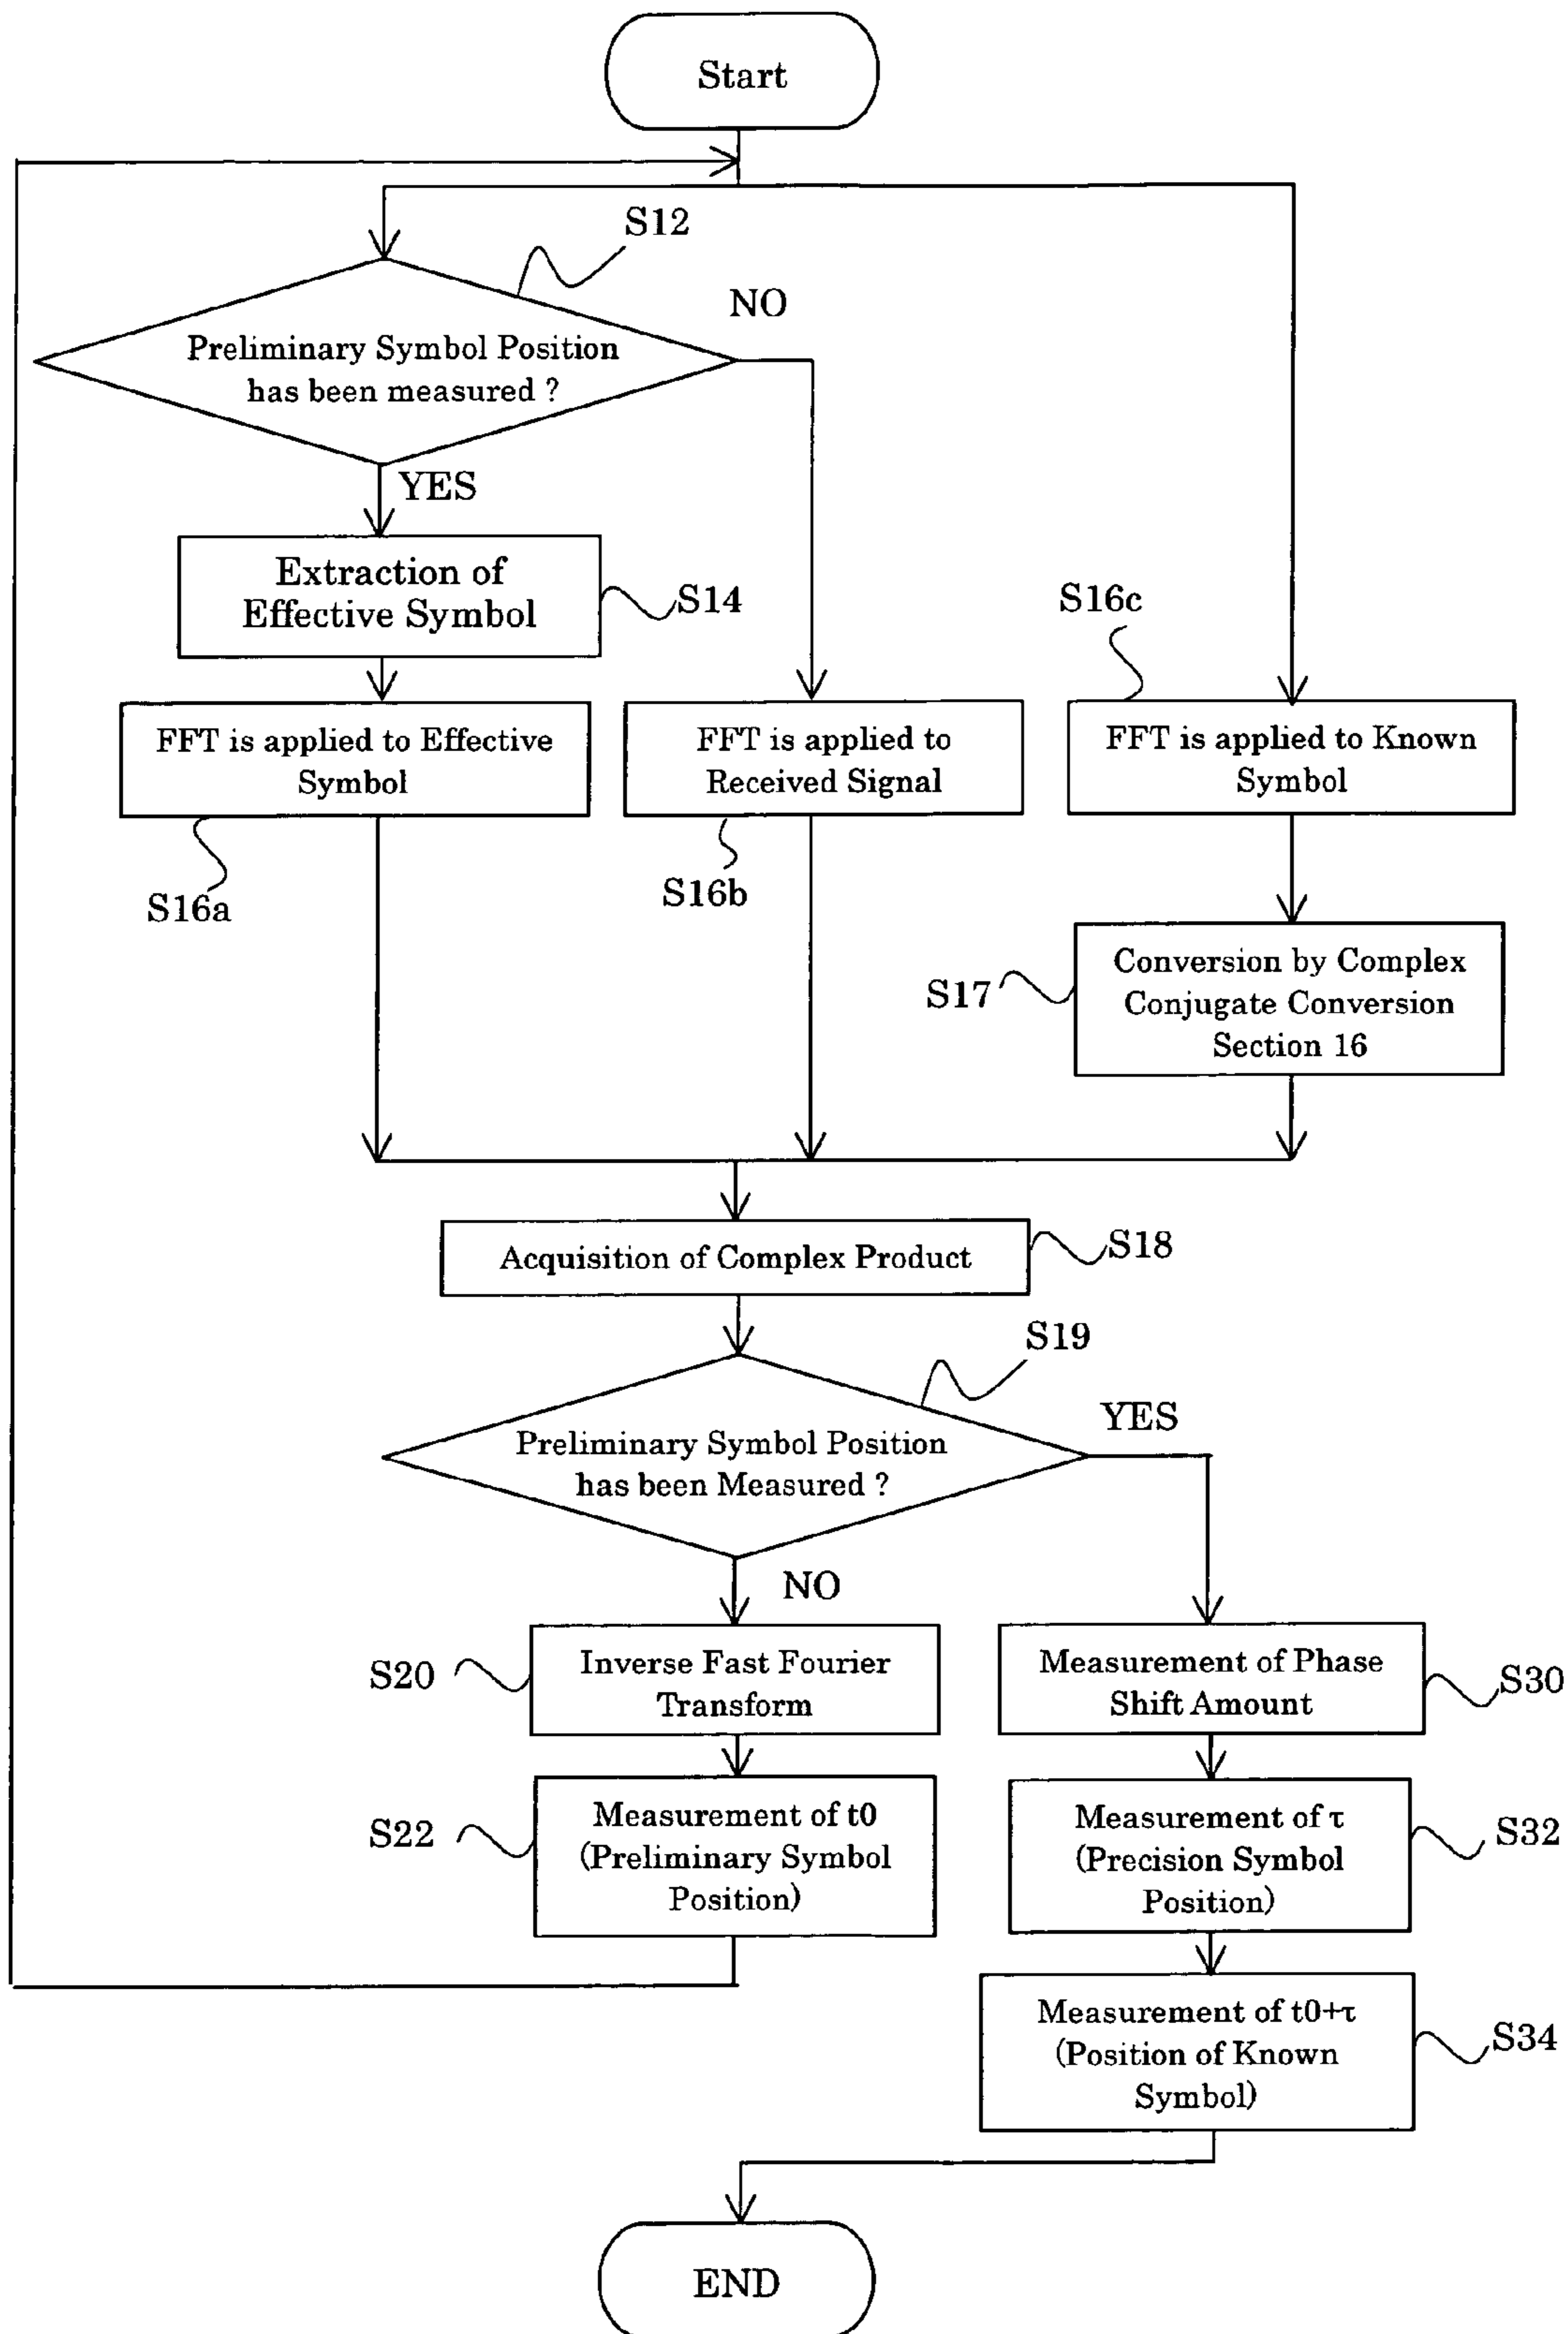 Start
S12
NO
Preliminary Symbol Position
has been measured ?
YES
Extraction of
Effective Symbol
S14
S16c
FFT is applied to Effective
Symbol
FFT is applied to
Received Signal
FFT is applied to Known
Symbol
S16a
S16b
S17
Conversion by Complex
Conjugate Conversion
Section 16
Acquisition of Complex Product
S18
S19
YES
Preliminary Symbol Position
has been Measured ?
NO
S20
Inverse Fast Fourier
Transform
Measurement of Phase
Shift Amount
S30
S22
Measurement of t0
(Preliminary Symbol
Position)
Measurement of τ
(Precision Symbol
Position)
S32
Measurement of t0+τ
(Position of Known
Symbol)
S34
END